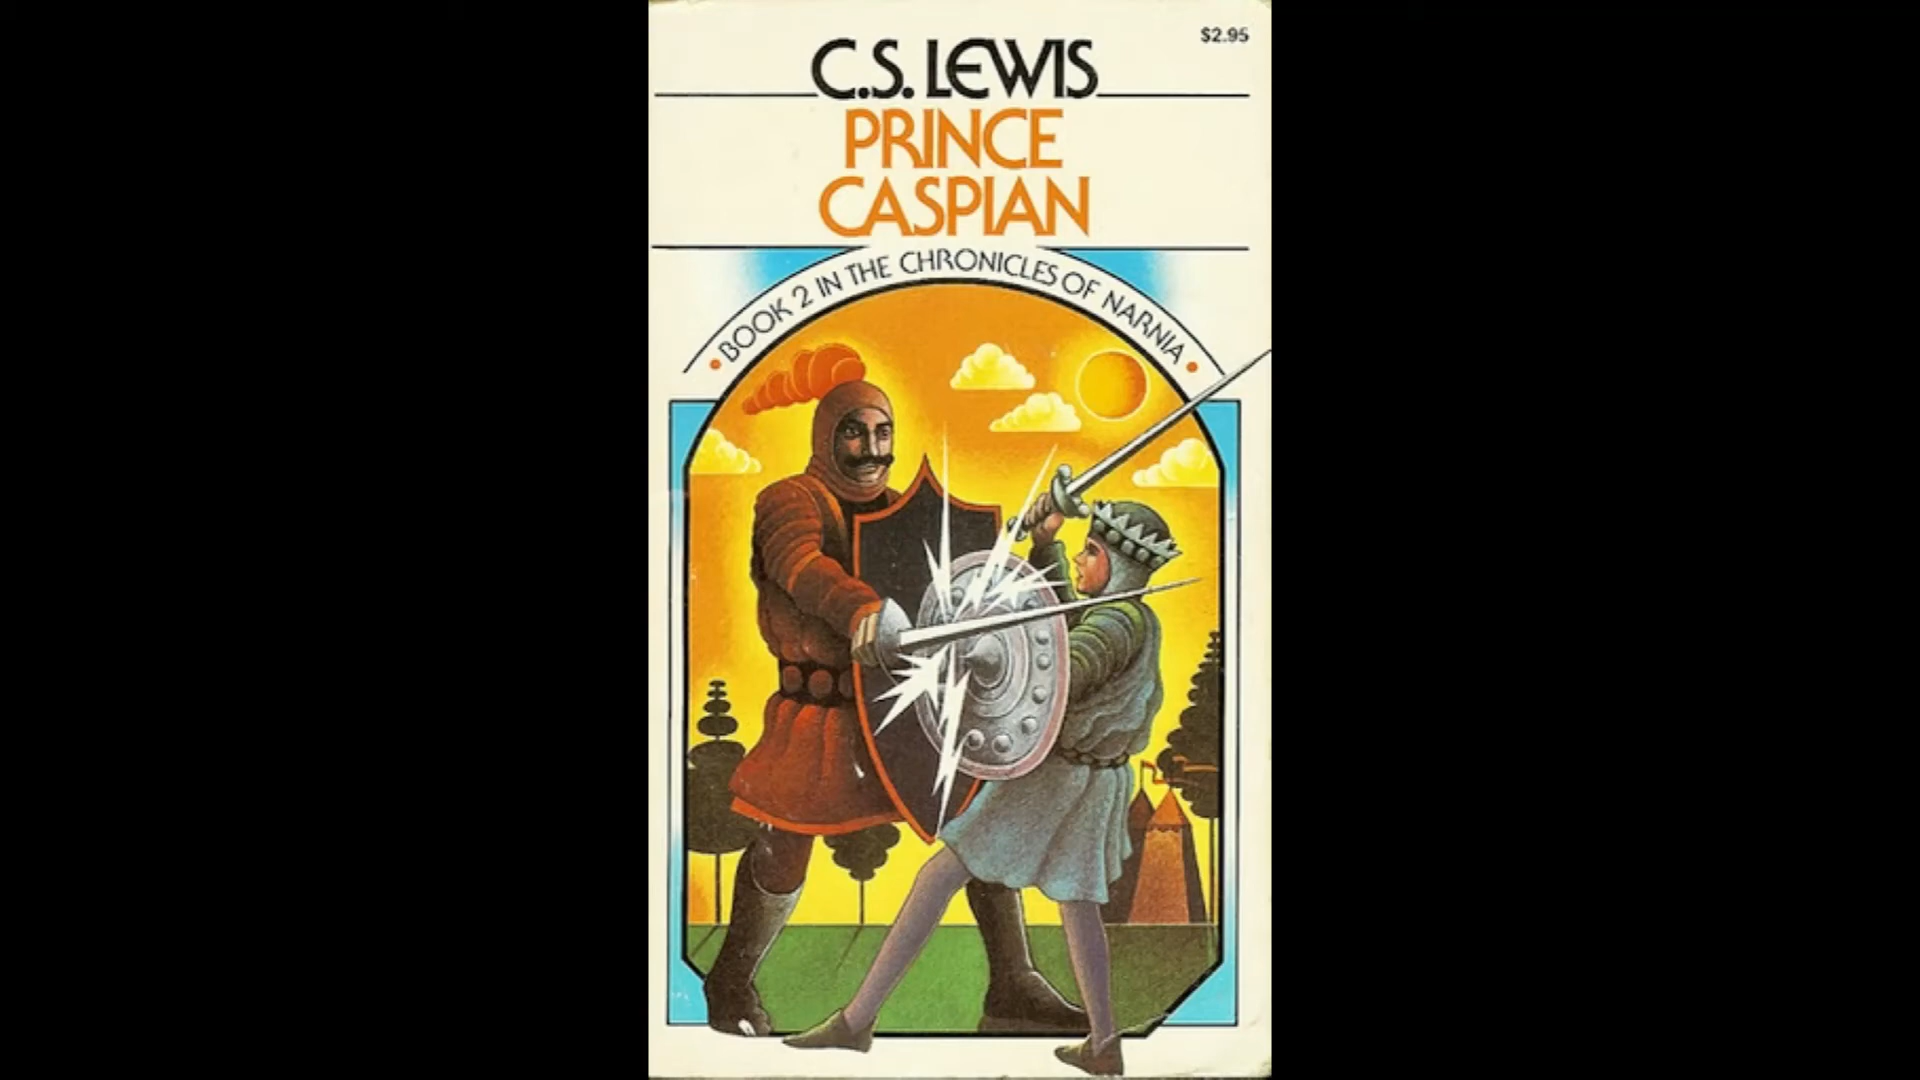 $2.95
C.S. LEWIS
PRINCE
CASPIAN
• BOOK 2 IN THE CHRONICLES OF NARNIA •